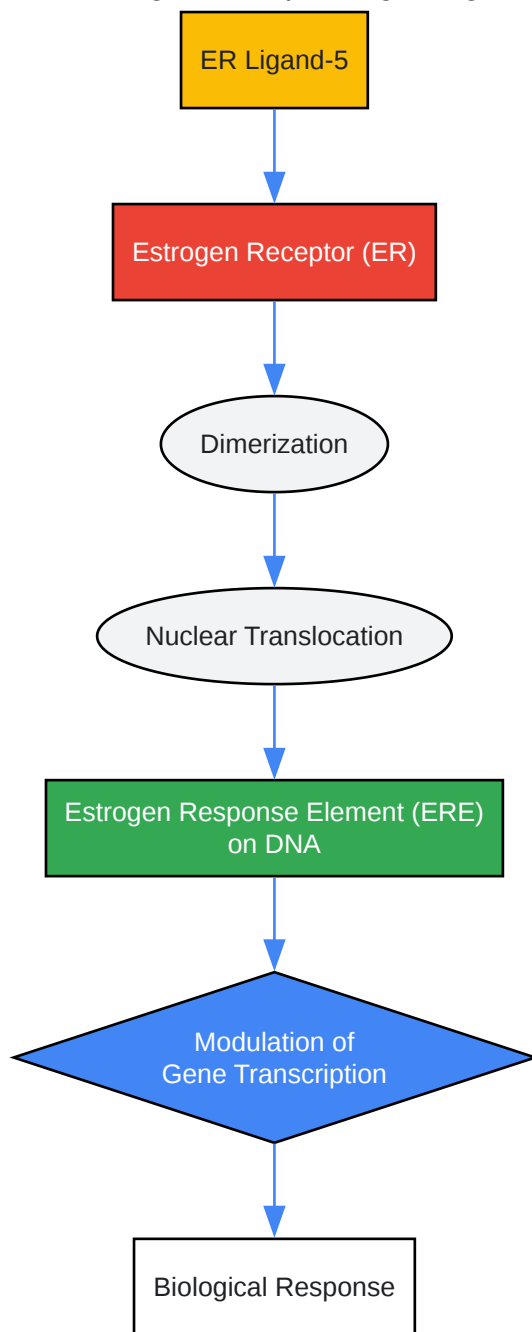 ER Ligand-5
Estrogen Receptor (ER)
Dimerization
Nuclear Translocation
Estrogen Response Element (ERE)
on DNA
Modulation of
Gene Transcription
Biological Response